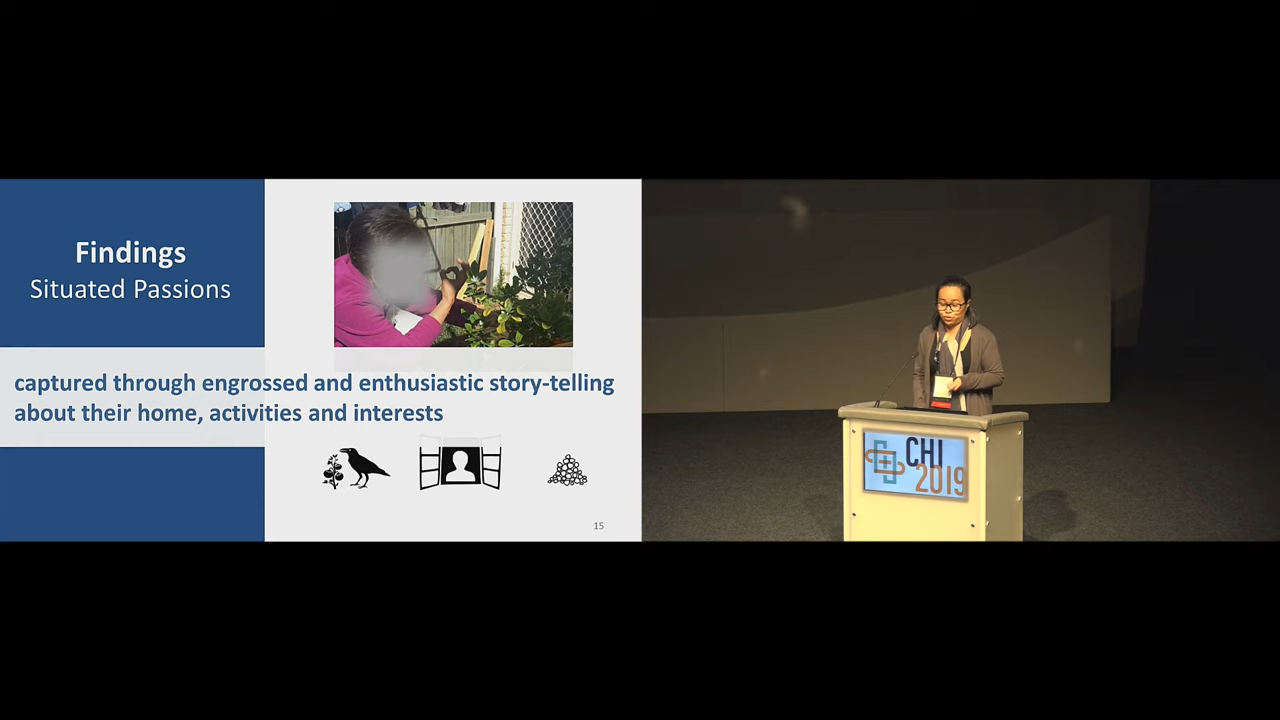 Findings
Situated Passions
captured through engrossed and enthusiastic story-telling
about their home, activities and interests
15
CHI
2019